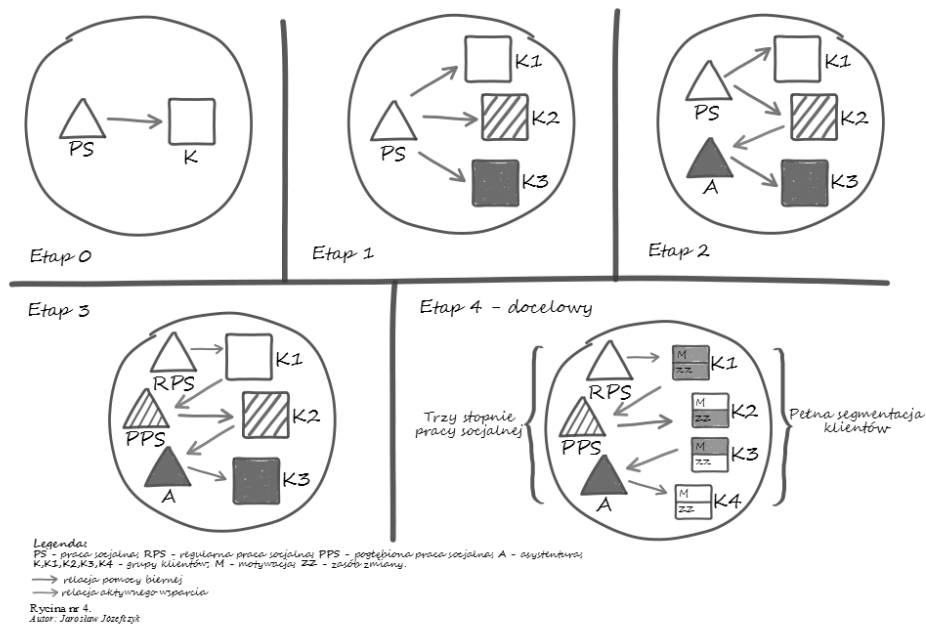 PS
K
Etap 0
PS
K1
K2
K3
Etap 1
PS
A
K1
K2
K3
Etap 2
Etap 3
RPS
PPS
A
K1
K2
K3
Etap 4 - docelowy
Trzy stopnie
pracy socjalnej
RPS
PPS
A
M
ZZ
K1
M
ZZ
K2
M
ZZ
K3
M
ZZ
K4
Pełna segmentacja
klientów
Legenda:
PS - praca socjalna; RPS - regularna praca socjalna; PPS - pogłębiona praca socjalna; A - asystentura;
K,K1,K2,K3,K4 - grupy klientów; M - motywacja; ZZ - zasób zmiany.
relacja pomocy biernej
relacja aktywnego wsparcia
Rycina nr 4.
Autor: Jarosław Józefczyk